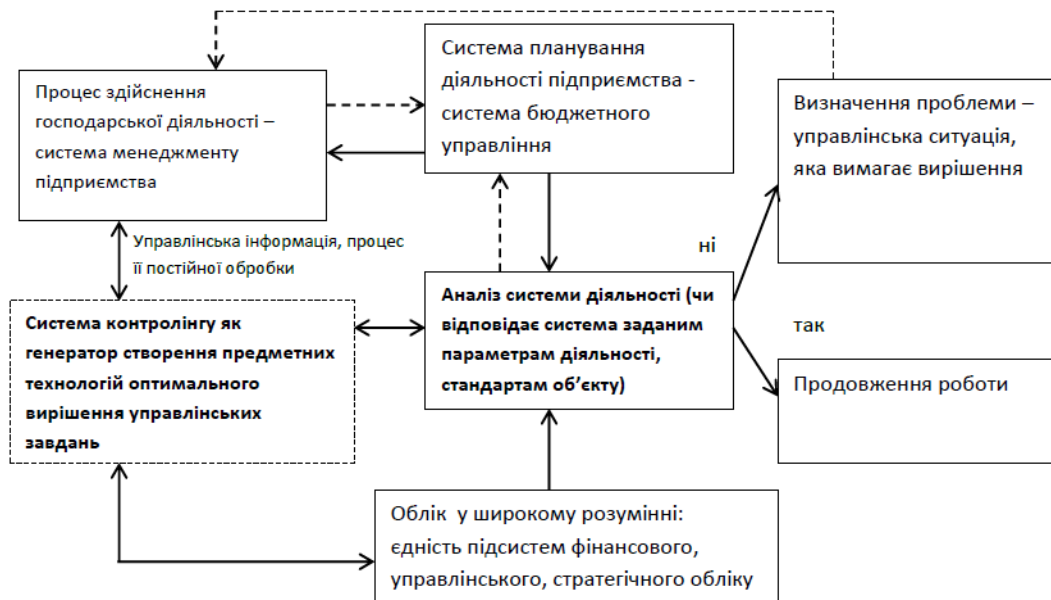 Процес здійснення
господарської діяльності –
система менеджменту
підприємства
Система планування
діяльності підприємства -
система бюджетного
управління
Визначення проблеми –
управлінська ситуація,
яка вимагає вирішення
Управлінська інформація, процес
її постійної обробки
ні
Система контролінгу як
генератор створення предметних
технологій оптимального
вирішення управлінських
завдань
Аналіз системи діяльності (чи
відповідає система заданим
параметрам діяльності,
стандартам об’єкту)
так
Продовження роботи
Облік у широкому розумінні:
єдність підсистем фінансового,
управлінського, стратегічного обліку